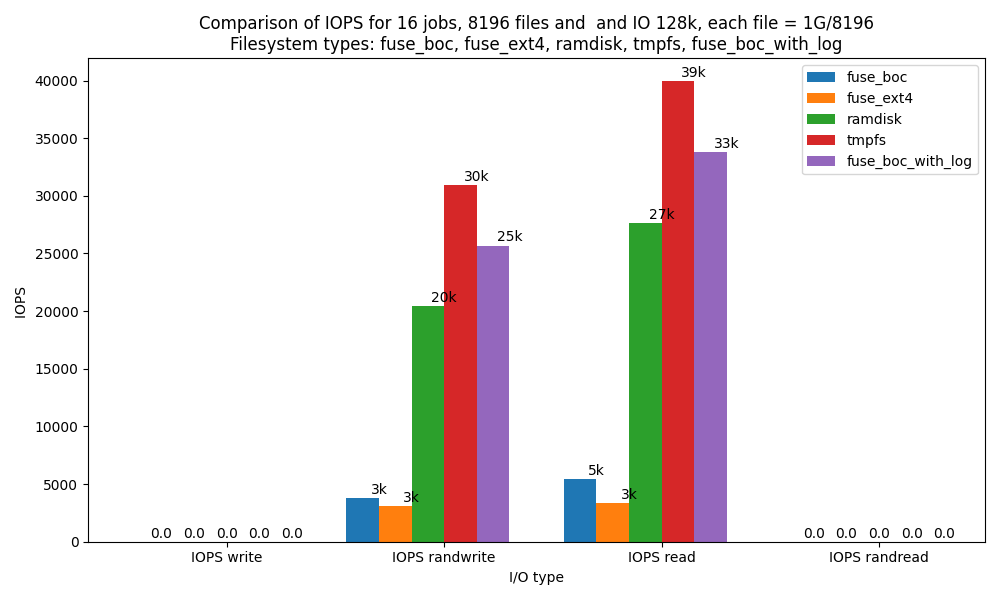 Comparison of IOPS for 16 jobs, 8196 files and  and IO 128k, each file = 1G/8196
Filesystem types: fuse_boc, fuse_ext4, ramdisk, tmpfs, fuse_boc_with_log
fuse_boc
fuse_ext4
ramdisk
tmpfs
fuse_boc_with_log
IOPS
40000
35000
30000
25000
20000
15000
10000
5000
0
0.0 0.0 0.0 0.0 0.0
3k 3k 20k 30k 25k
5k 3k 27k 39k 33k
0.0 0.0 0.0 0.0 0.0
IOPS write IOPS randwrite IOPS read IOPS randread
I/O type